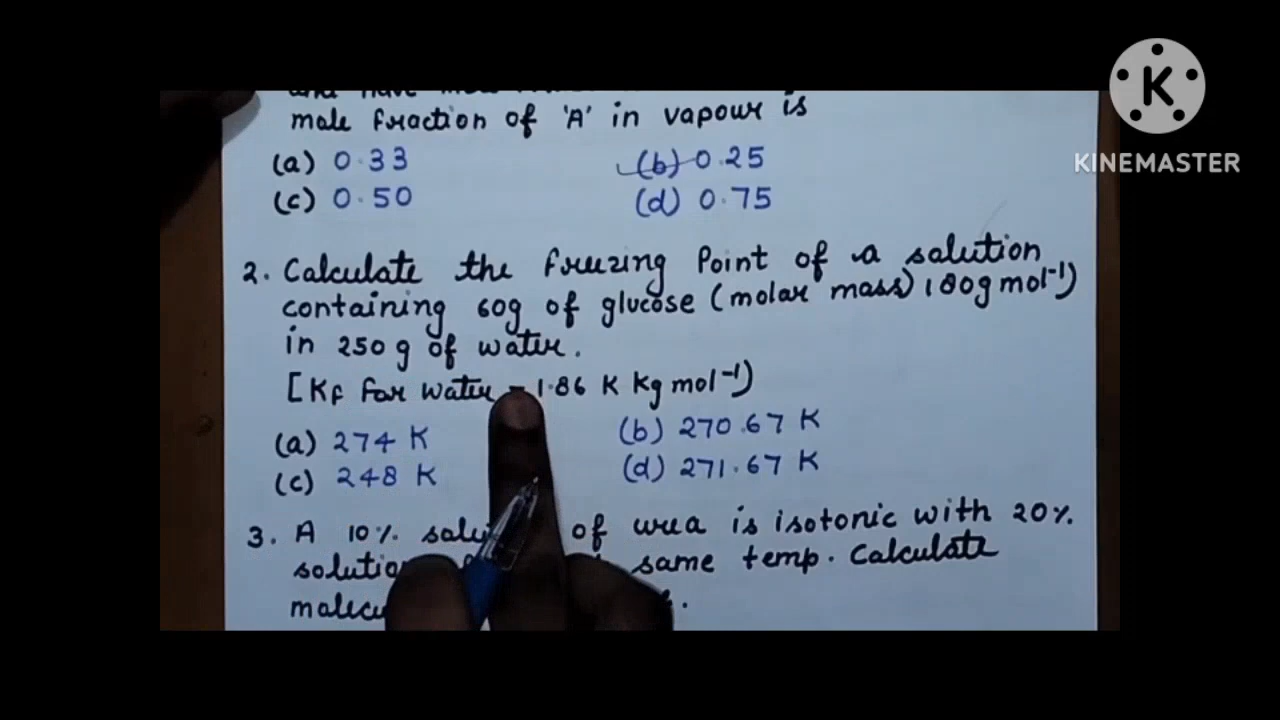 male fraction of 'A' in vapour is
(a) 0.33 (b) 0.25
(c) 0.50 (d) 0.75
K
KINEMASTER
2. Calculate the freezing Point of a solution
containing 60g of glucose (molar mass) 180g mol⁻¹)
in 250 g of water.
[Kf for water = 1.86 K Kg mol⁻¹)
(a) 274 K (b) 270.67 K
(c) 248 K (d) 271.67 K
3. A 10% of urea is isotonic with 20%
same temp. Calculate